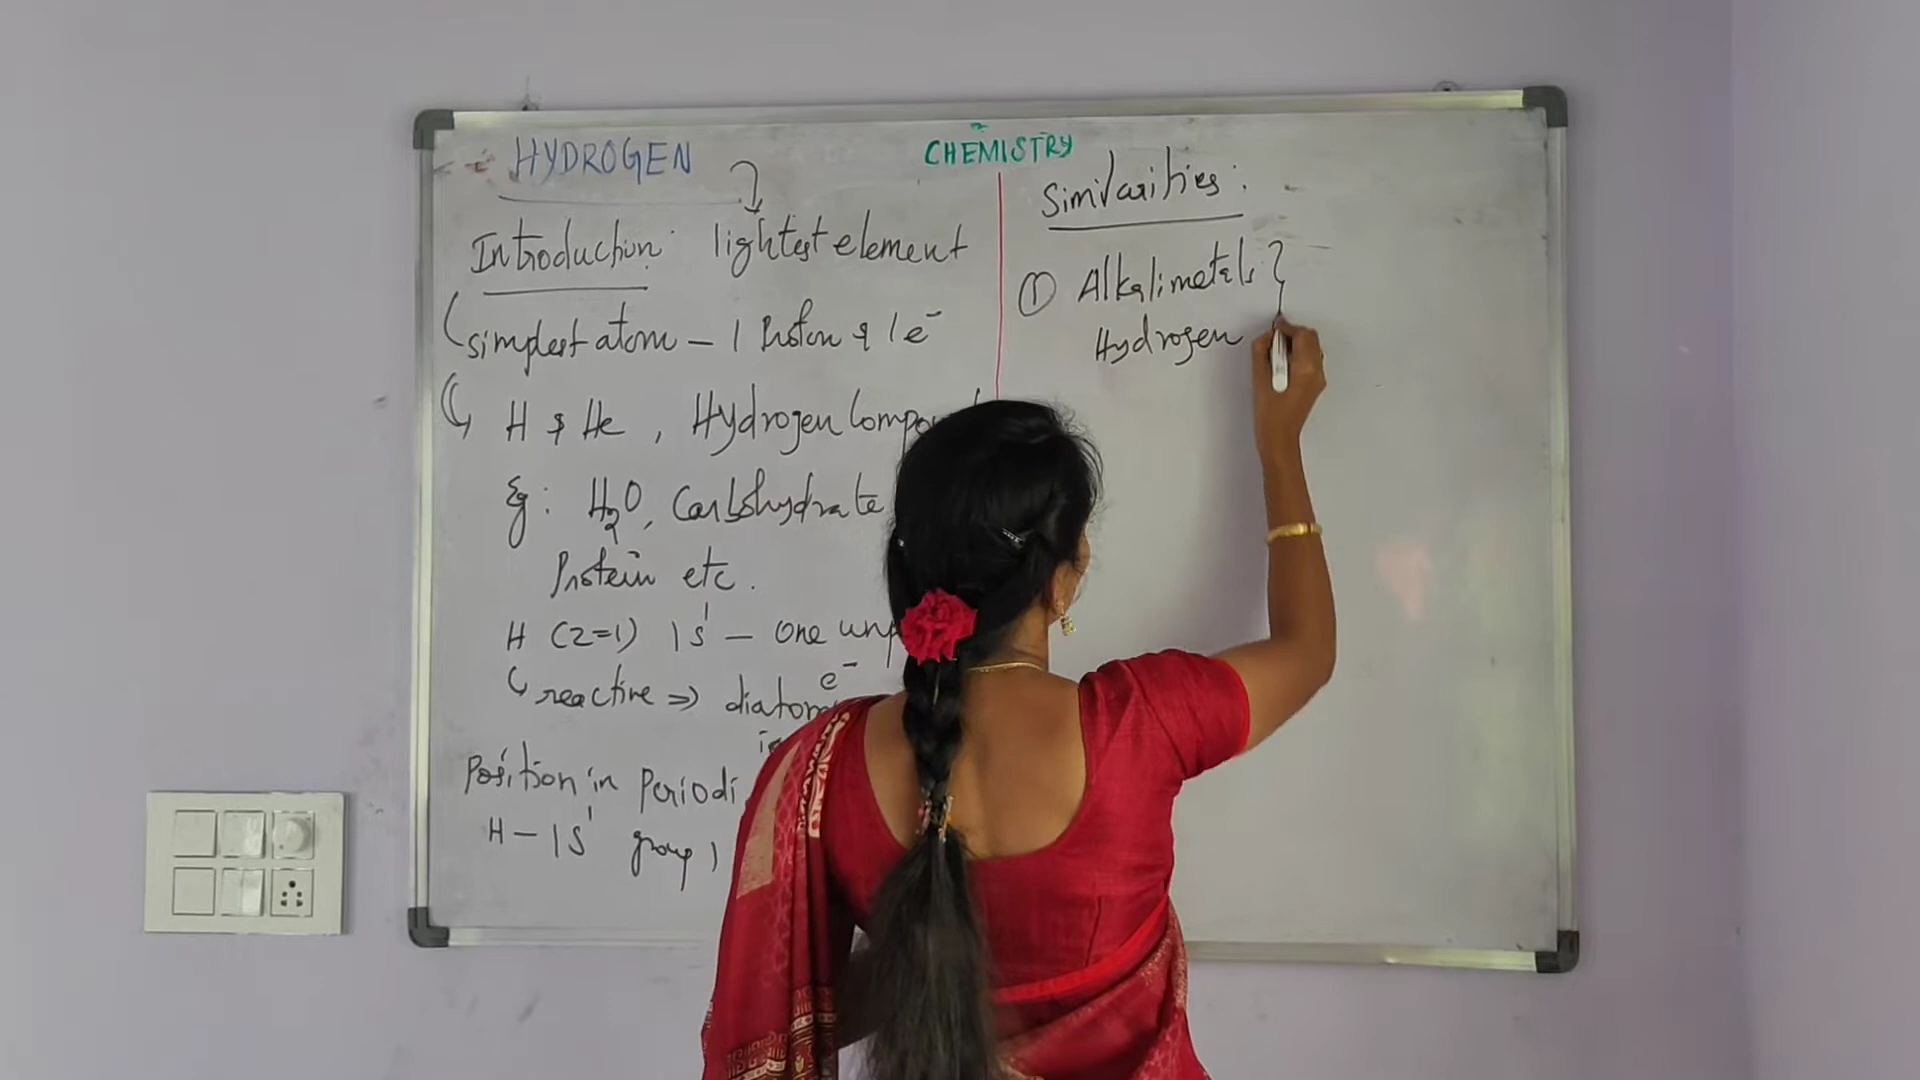 HYDROGEN
Introduction: lightest element
simplest atom – 1 Proton & 1e⁻
H & He, Hydrogen
Eg: H₂O, Carbohydrate
Protein etc.
H (z=1) 1s¹ – One
e⁻
reactive ⇒
Position in
H – 1s¹ group 1
CHEMISTRY
Similarities:
① Alkalimetals }
Hydrogen